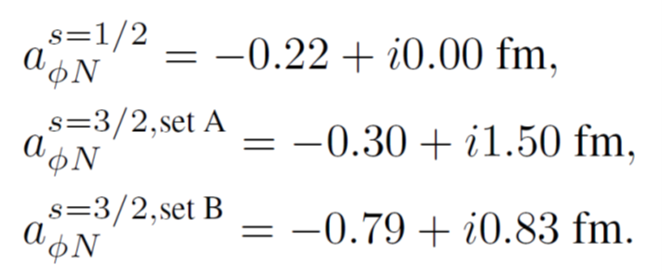 a_{ϕN}^{s=1/2} = −0.22 + i0.00 fm,
a_{ϕN}^{s=3/2,set A} = −0.30 + i1.50 fm,
a_{ϕN}^{s=3/2,set B} = −0.79 + i0.83 fm.